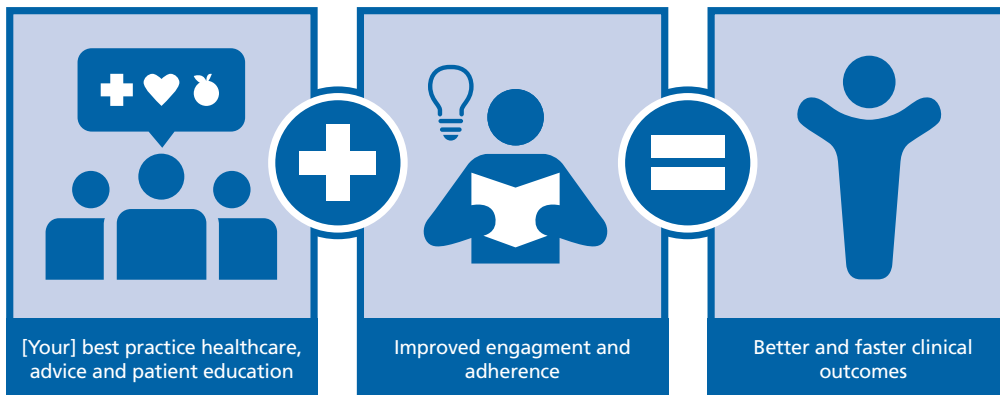 [Your] best practice healthcare,
advice and patient education
Improved engagment and
adherence
Better and faster clinical
outcomes